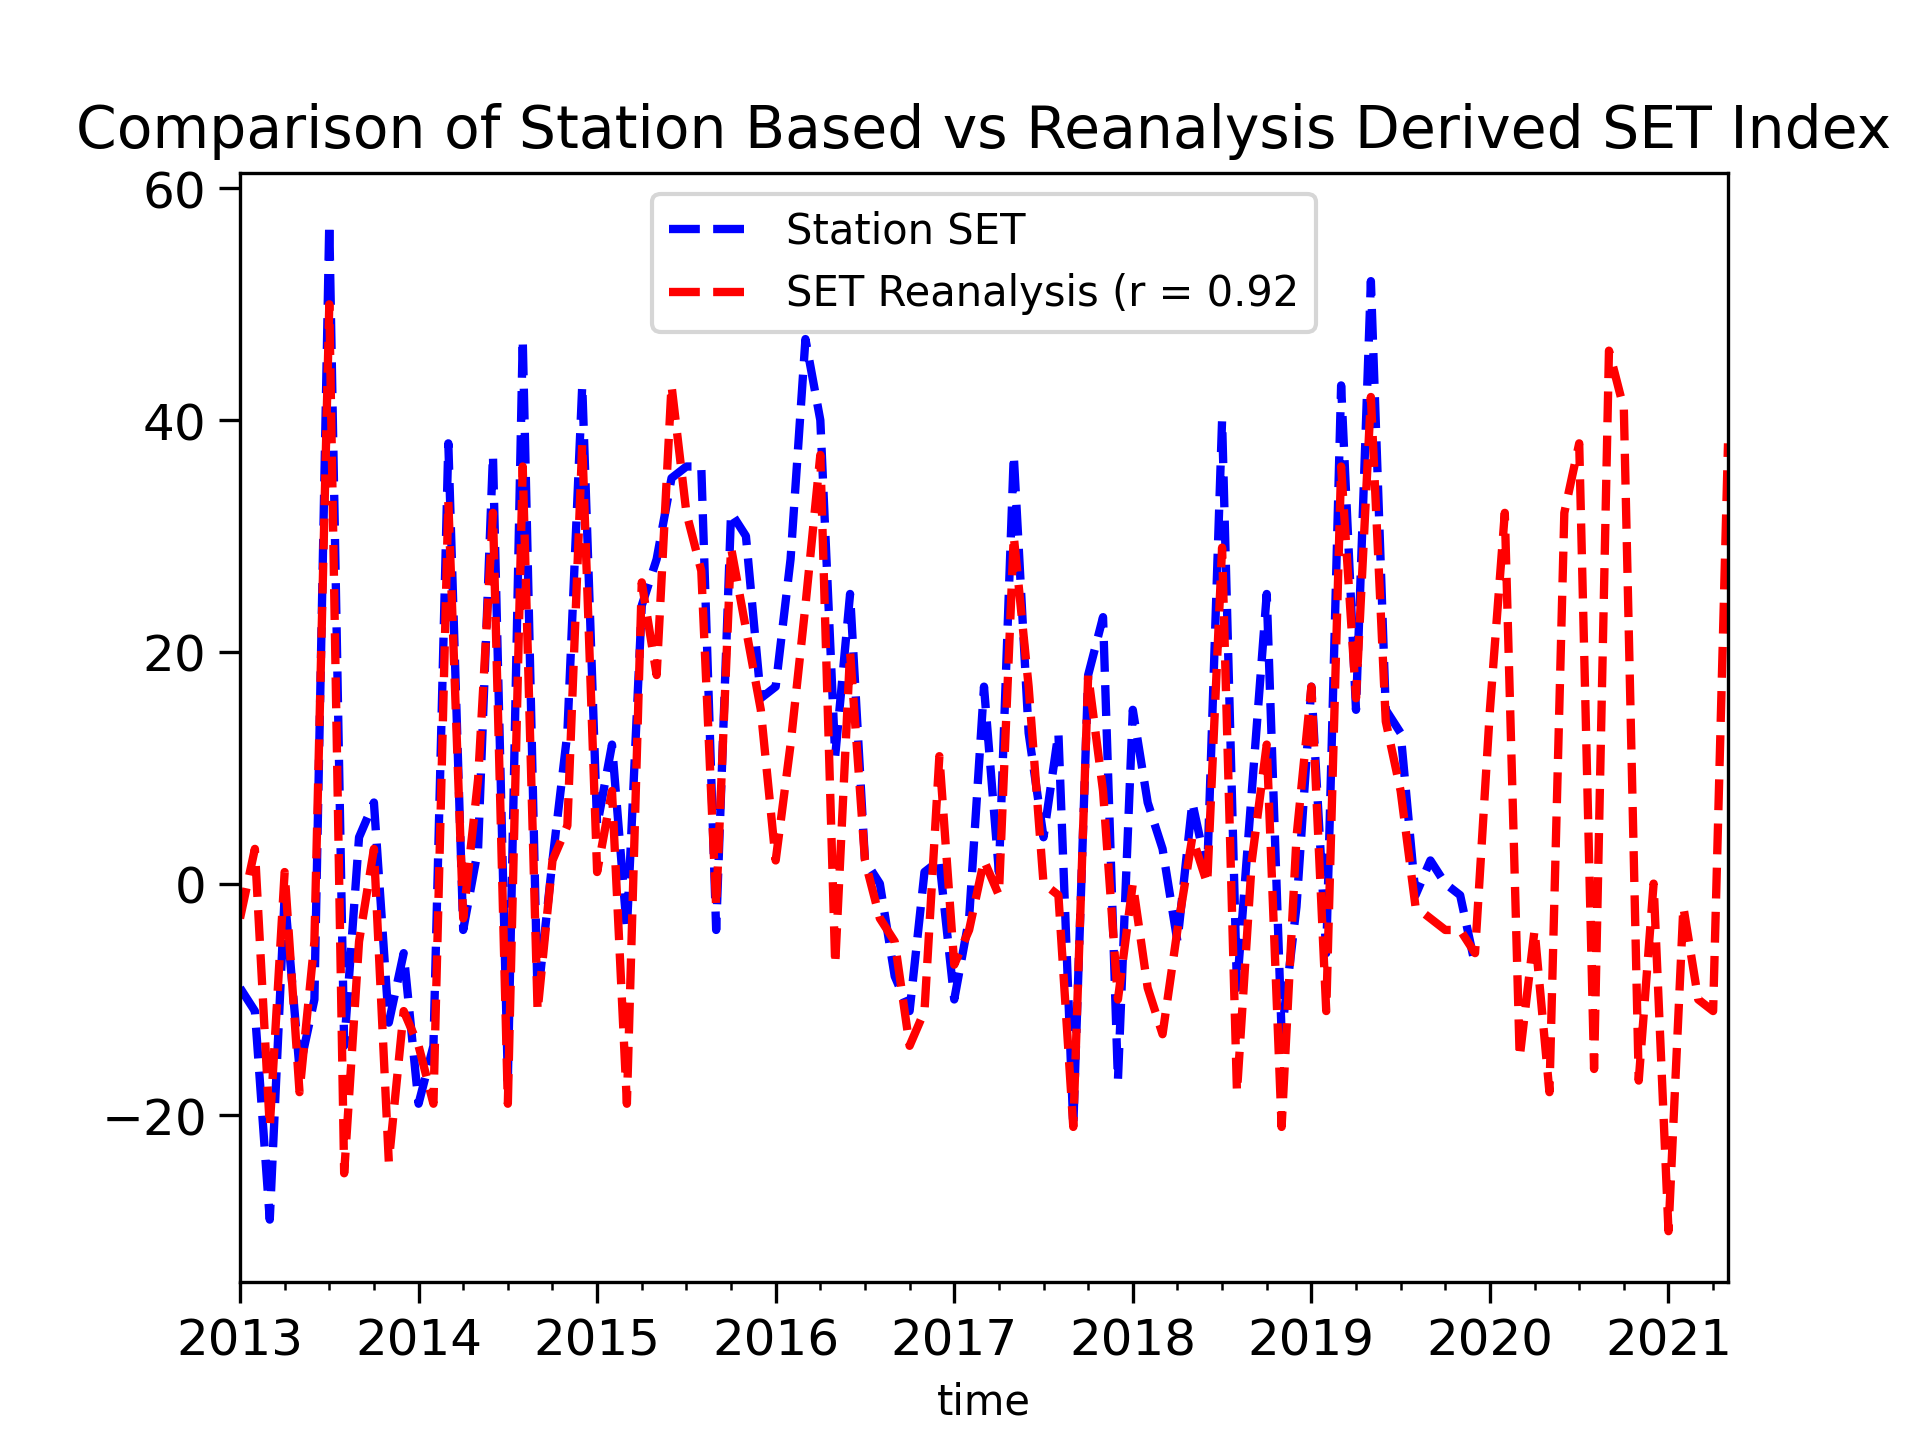 Comparison of Station Based vs Reanalysis Derived SET Index
60
Station SET
SET Reanalysis (r = 0.92
40
20
0
−20
2013 2014 2015 2016 2017 2018 2019 2020 2021
time